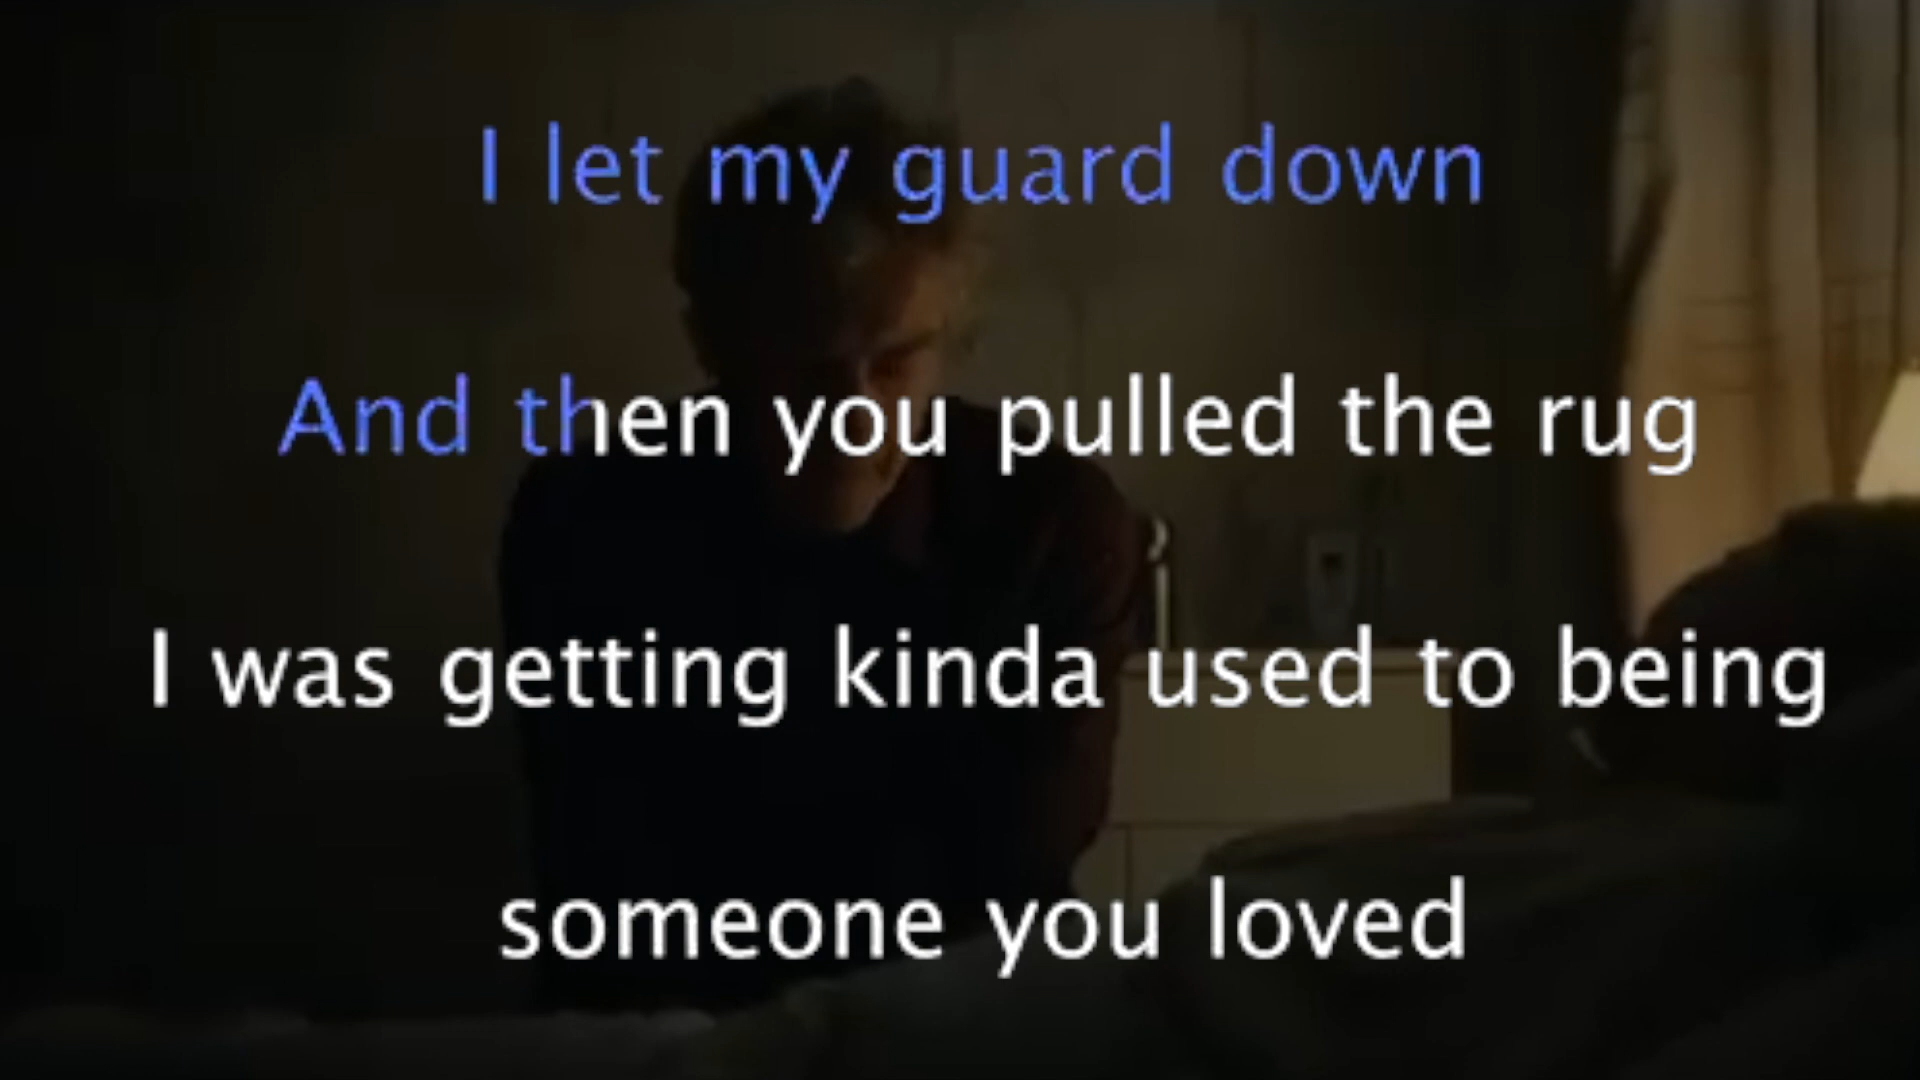 I let my guard down
And then you pulled the rug
I was getting kinda used to being
someone you loved